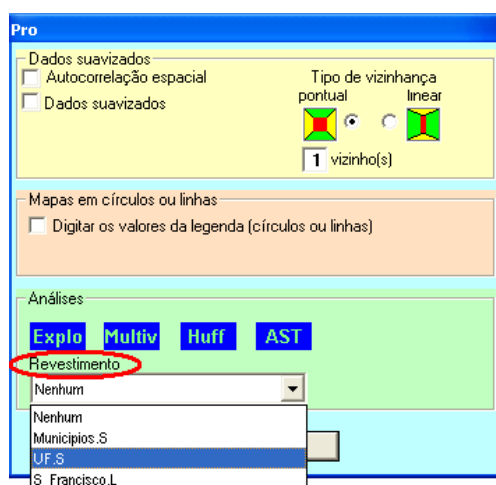 Pro
Dados suavizados
Autocorrelação espacial
Dados suavizados
Tipo de vizinhança
pontual linear
1 vizinho(s)
Mapas em círculos ou linhas
Digitar os valores da legenda (círculos ou linhas)
Análises
Explo Multiv Huff AST
Revestimento
Nenhum
Nenhum
Municipios.S
UF.S
S_Francisco.L